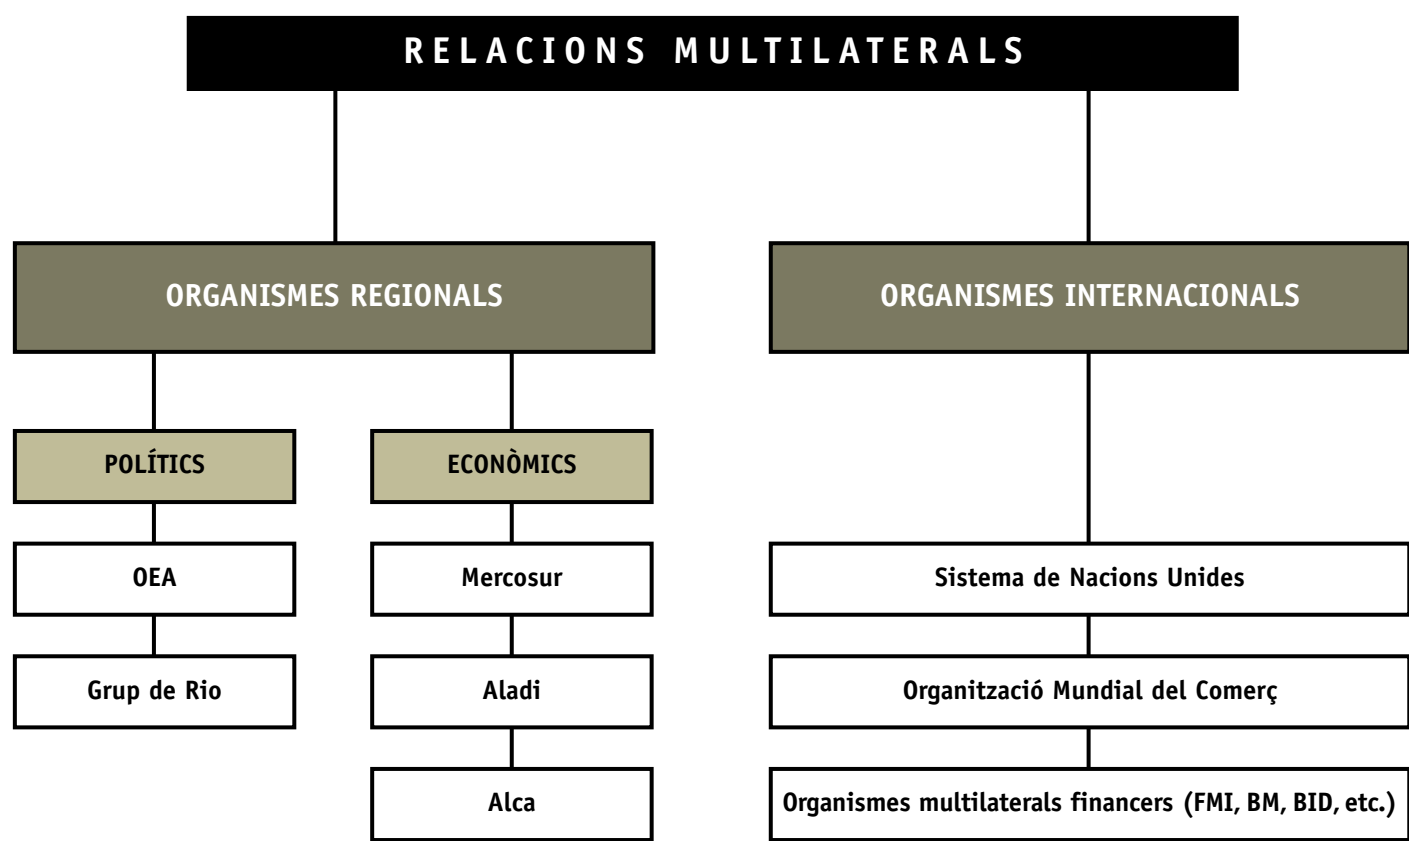 RELACIONS MULTILATERALS
ORGANISMES REGIONALS
ORGANISMES INTERNACIONALS
POLÍTICS
ECONÒMICS
OEA
Mercosur
Sistema de Nacions Unides
Grup de Rio
Aladi
Organització Mundial del Comerç
Alca
Organismes multilaterals financers (FMI, BM, BID, etc.)